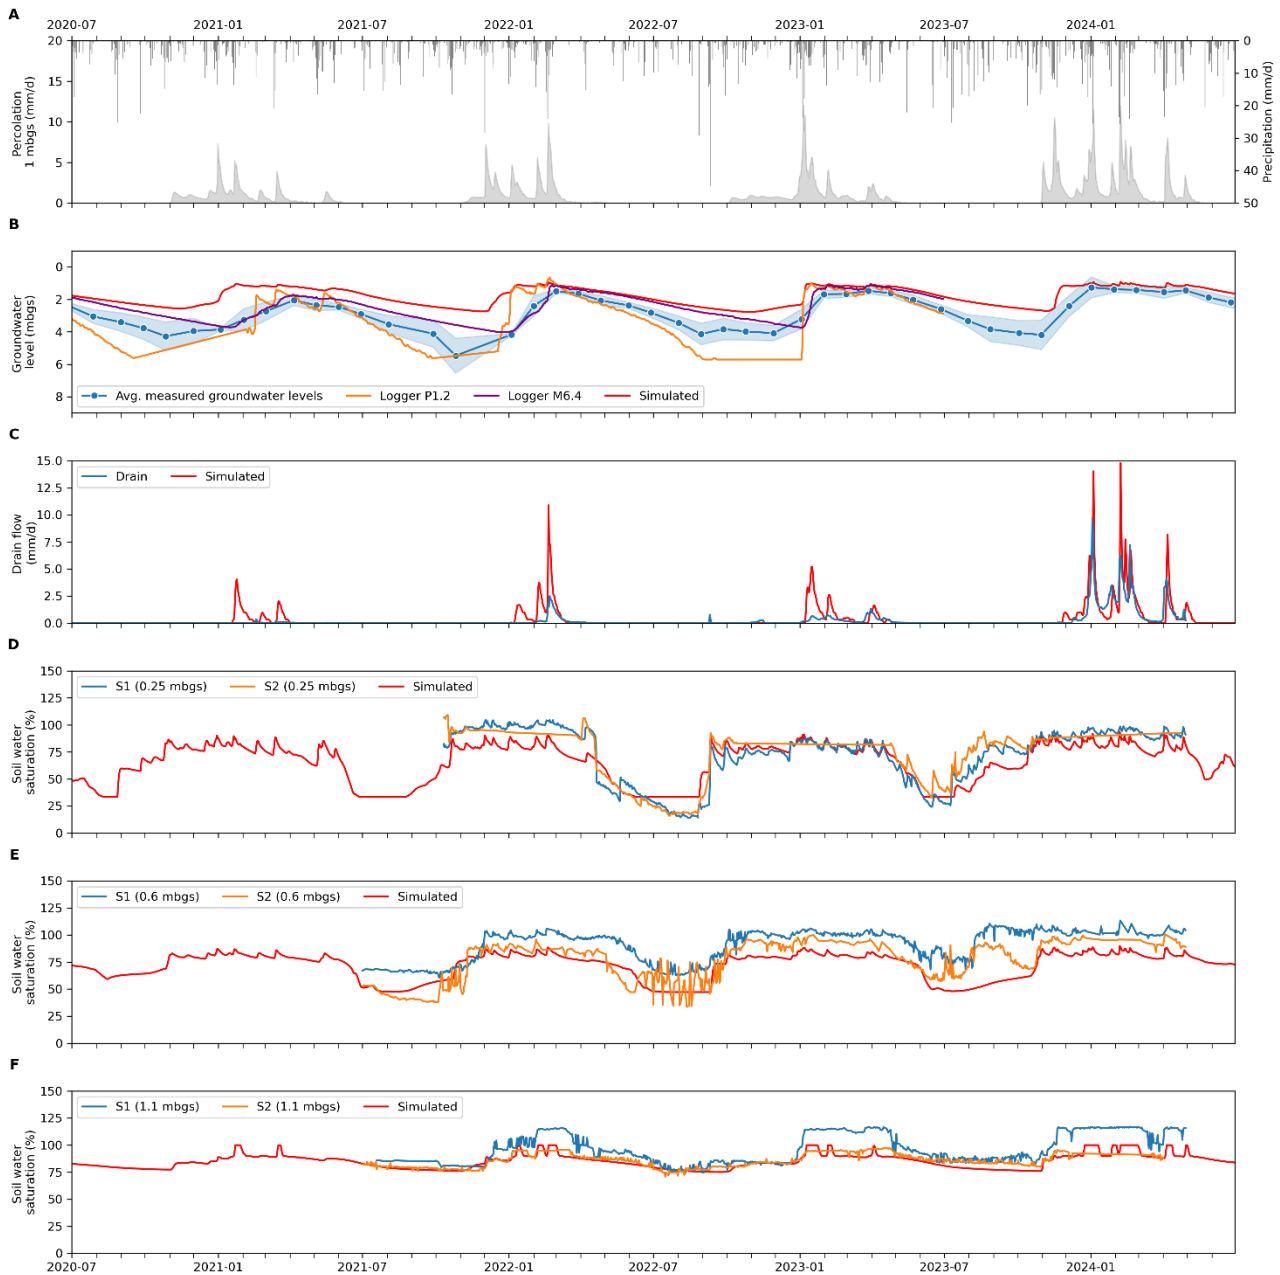 A
2020-07 2021-01 2021-07 2022-01 2022-07 2023-01 2023-07 2024-01
20
15
10
5
0
Percolation
1 mbgs (mm/d)
0
10
20
30
40
50
Precipitation (mm/d)
B
0
2
4
6
8
Groundwater
level (mbgs)
Avg. measured groundwater levels Logger P1.2 Logger M6.4 Simulated
C
15.0
12.5
10.0
7.5
5.0
2.5
0.0
Drain flow
(mm/d)
Drain Simulated
D
150
125
100
75
50
25
0
Soil water
saturation (%)
S1 (0.25 mbgs) S2 (0.25 mbgs) Simulated
E
150
125
100
75
50
25
0
Soil water
saturation (%)
S1 (0.6 mbgs) S2 (0.6 mbgs) Simulated
F
150
125
100
75
50
25
0
Soil water
saturation (%)
S1 (1.1 mbgs) S2 (1.1 mbgs) Simulated
2020-07 2021-01 2021-07 2022-01 2022-07 2023-01 2023-07 2024-01